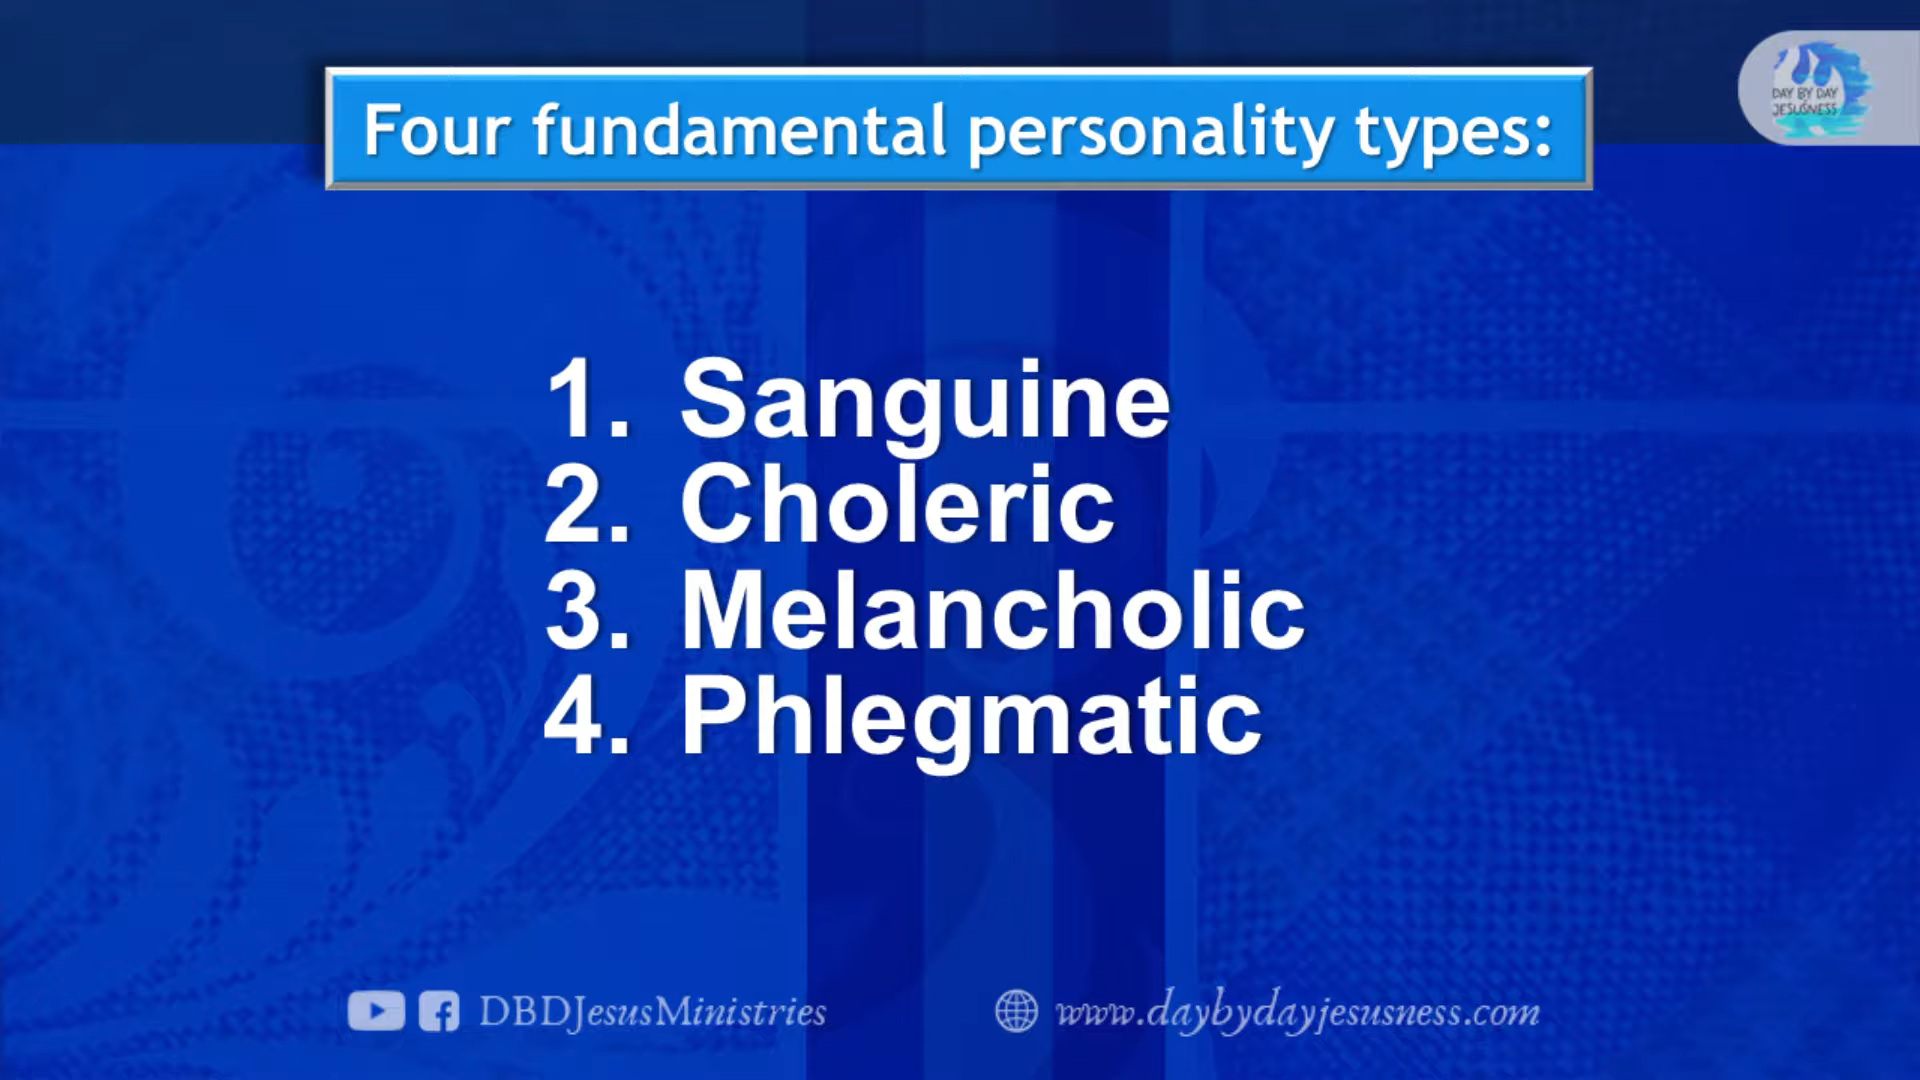 Four fundamental personality types:
DAY BY DAY
JESUSNESS
1. Sanguine
2. Choleric
3. Melancholic
4. Phlegmatic
DBDJesusMinistries
www.daybydayjesusness.com